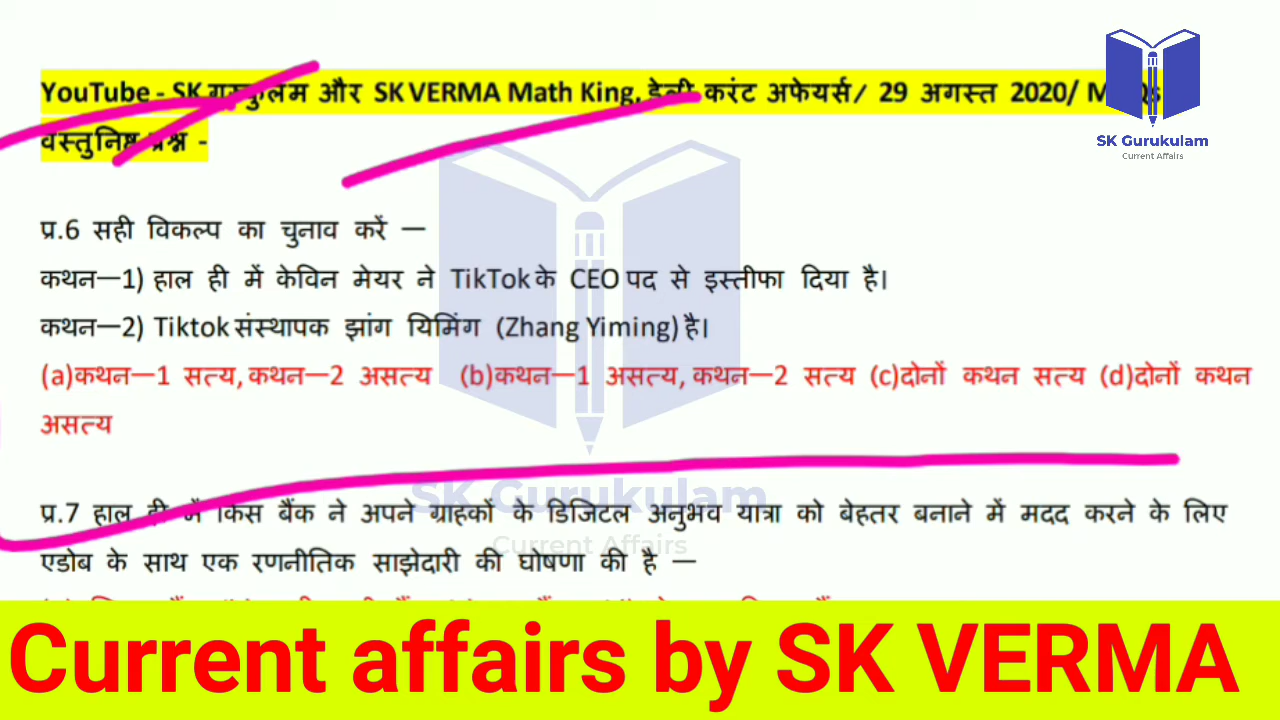 YouTube - SK गुरुकुलम और SK VERMA Math King, डेली करंट अफेयर्स/ 29 अगस्त 2020/
वस्तुनिष्ठ प्रश्न -
SK Gurukulam
Current Affairs
प्र.6 सही विकल्प का चुनाव करें —
कथन—1) हाल ही में केविन मेयर ने TikTok के CEO पद से इस्तीफा दिया है।
कथन—2) Tiktok संस्थापक झांग यिमिंग (Zhang Yiming) है।
(a)कथन—1 सत्य, कथन—2 असत्य (b)कथन—1 असत्य, कथन—2 सत्य (c)दोनों कथन सत्य (d)दोनों कथन
असत्य
SK Gurukulam
Current Affairs
प्र.7 हाल ही में किस बैंक ने अपने ग्राहकों के डिजिटल अनुभव यात्रा को बेहतर बनाने में मदद करने के लिए
एडोब के साथ एक रणनीतिक साझेदारी की घोषणा की है —
Current affairs by SK VERMA